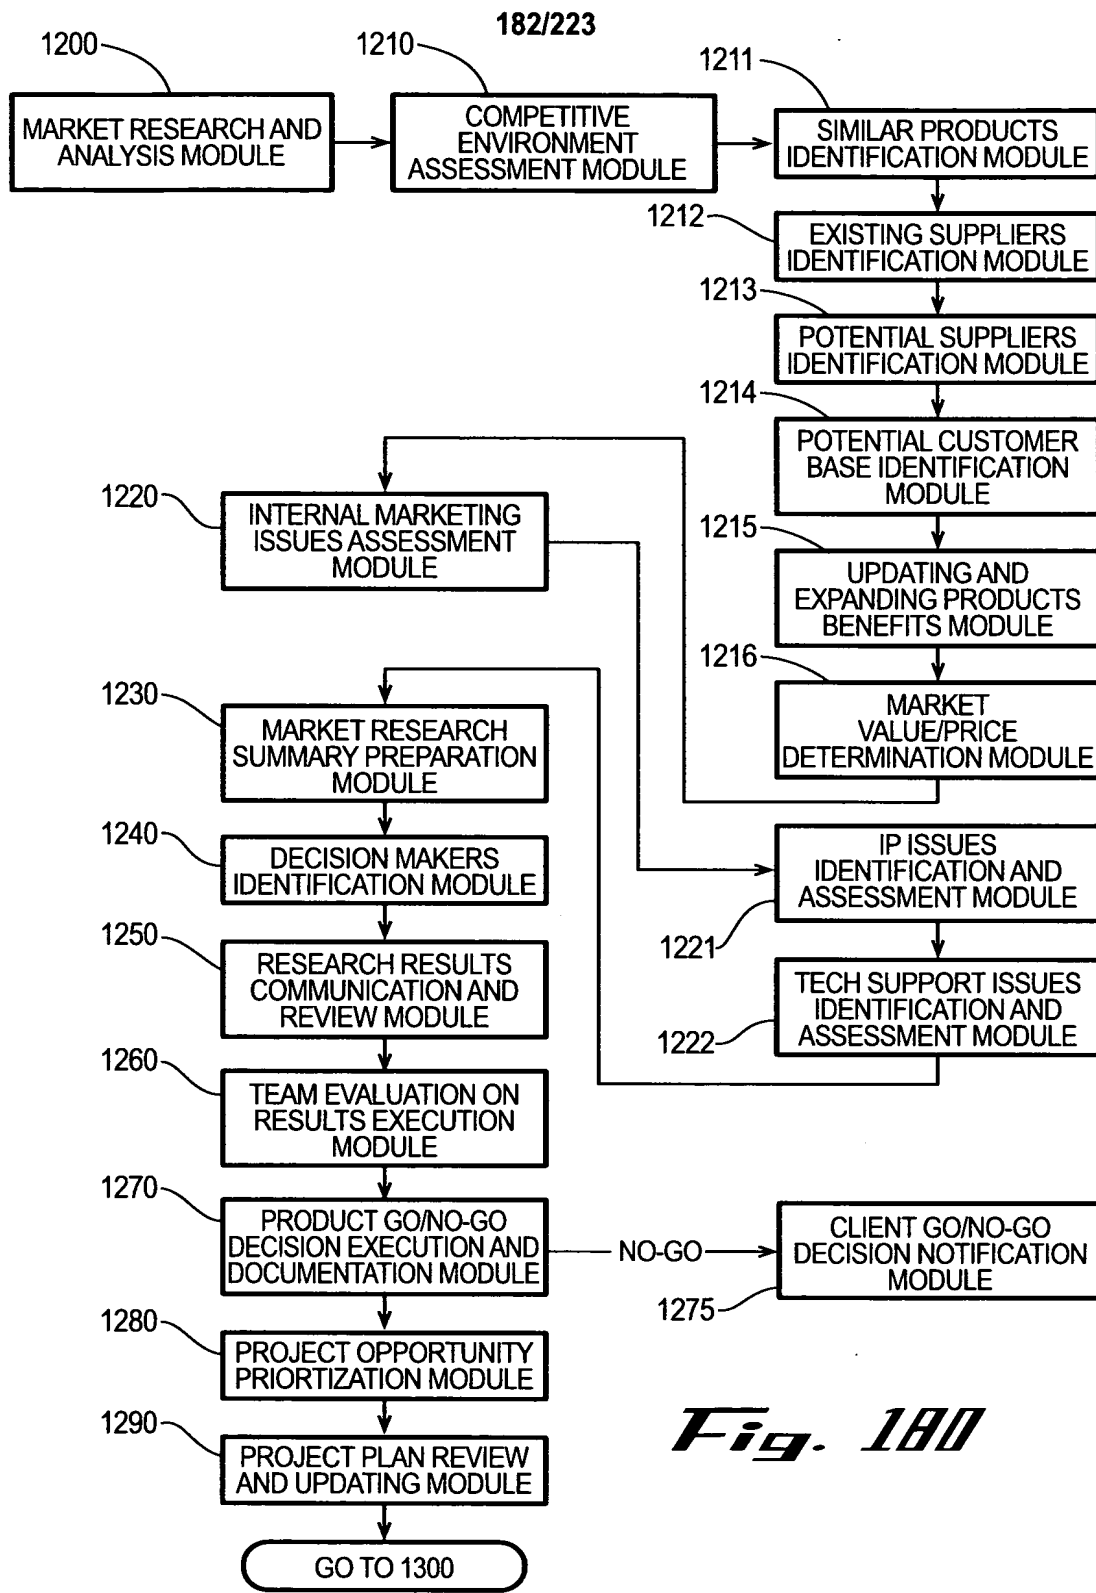 182/223
1200
MARKET RESEARCH AND
ANALYSIS MODULE
1210
COMPETITIVE
ENVIRONMENT
ASSESSMENT MODULE
1211
SIMILAR PRODUCTS
IDENTIFICATION MODULE
1212
EXISTING SUPPLIERS
IDENTIFICATION MODULE
1213
POTENTIAL SUPPLIERS
IDENTIFICATION MODULE
1214
POTENTIAL CUSTOMER
BASE IDENTIFICATION
MODULE
1215
UPDATING AND
EXPANDING PRODUCTS
BENEFITS MODULE
1216
MARKET
VALUE/PRICE
DETERMINATION MODULE
1220
INTERNAL MARKETING
ISSUES ASSESSMENT
MODULE
1221
IP ISSUES
IDENTIFICATION AND
ASSESSMENT MODULE
1222
TECH SUPPORT ISSUES
IDENTIFICATION AND
ASSESSMENT MODULE
1230
MARKET RESEARCH
SUMMARY PREPARATION
MODULE
1240
DECISION MAKERS
IDENTIFICATION MODULE
1250
RESEARCH RESULTS
COMMUNICATION AND
REVIEW MODULE
1260
TEAM EVALUATION ON
RESULTS EXECUTION
MODULE
1270
PRODUCT GO/NO-GO
DECISION EXECUTION AND
DOCUMENTATION MODULE
NO-GO
CLIENT GO/NO-GO
DECISION NOTIFICATION
MODULE
1275
1280
PROJECT OPPORTUNITY
PRIORTIZATION MODULE
1290
PROJECT PLAN REVIEW
AND UPDATING MODULE
GO TO 1300
Fig. 180